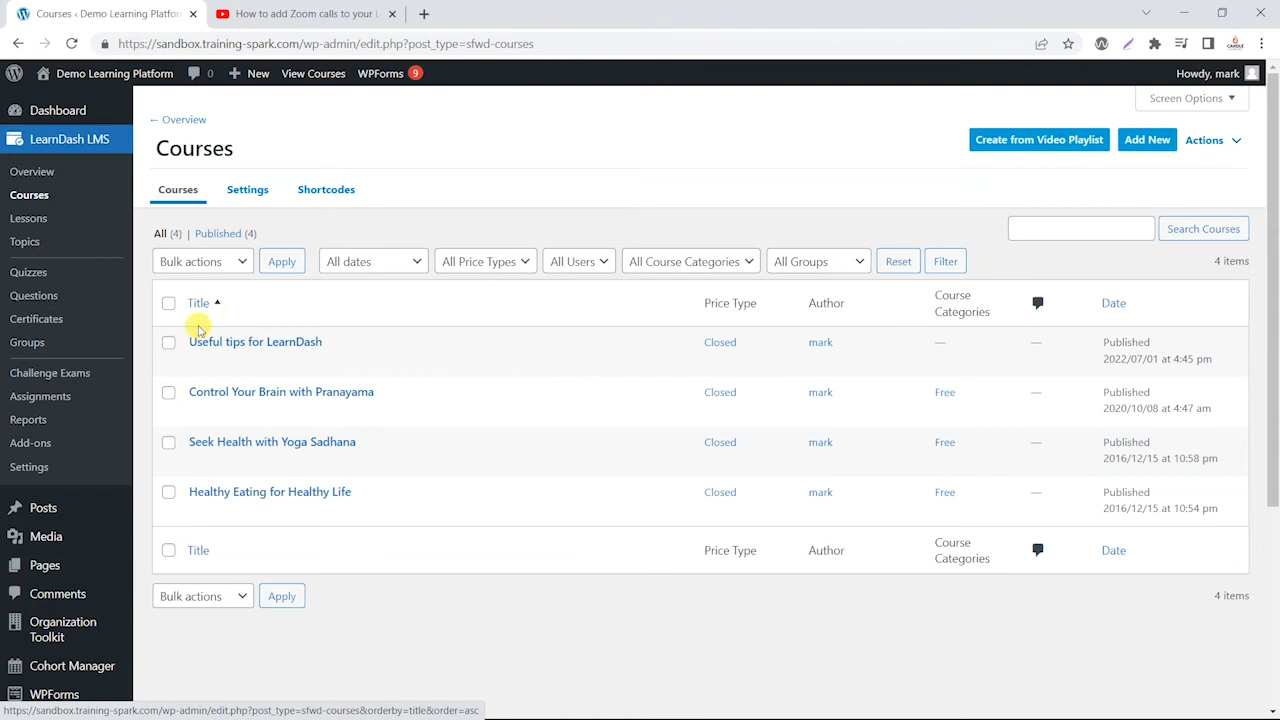 Courses ‹ Demo Learning Platfor
How to add Zoom calls to your L
https://sandbox.training-spark.com/wp-admin/edit.php?post_type=sfwd-courses
Demo Learning Platform
0
New
View Courses
WPForms 9
Howdy, mark
Dashboard
LearnDash LMS
Overview
Courses
Lessons
Topics
Quizzes
Questions
Certificates
Groups
Challenge Exams
Assignments
Reports
Add-ons
Settings
Posts
Media
Pages
Comments
Organization
Toolkit
Cohort Manager
WPForms
Screen Options
← Overview
Courses
Create from Video Playlist
Add New
Actions
Courses
Settings
Shortcodes
All (4) | Published (4)
Search Courses
Bulk actions
Apply
All dates
All Price Types
All Users
All Course Categories
All Groups
Reset
Filter
4 items
Title
Price Type
Author
Course
Categories
Date
Useful tips for LearnDash
Closed
mark
—
—
Published
2022/07/01 at 4:45 pm
Control Your Brain with Pranayama
Closed
mark
Free
—
Published
2020/10/08 at 4:47 am
Seek Health with Yoga Sadhana
Closed
mark
Free
—
Published
2016/12/15 at 10:58 pm
Healthy Eating for Healthy Life
Closed
mark
Free
—
Published
2016/12/15 at 10:54 pm
Title
Price Type
Author
Course
Categories
Date
Bulk actions
Apply
4 items
https://sandbox.training-spark.com/wp-admin/edit.php?post_type=sfwd-courses&orderby=title&order=asc